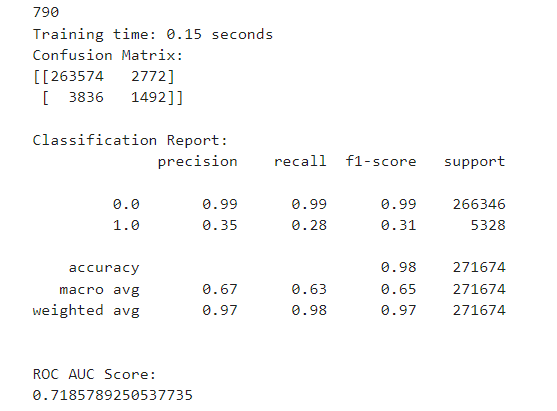 790
Training time: 0.15 seconds
Confusion Matrix:
[[263574   2772]
 [  3836   1492]]
Classification Report:
              precision    recall  f1-score   support
         0.0       0.99      0.99      0.99    266346
         1.0       0.35      0.28      0.31      5328
    accuracy                           0.98    271674
   macro avg       0.67      0.63      0.65    271674
weighted avg       0.97      0.98      0.97    271674
ROC AUC Score:
0.7185789250537735